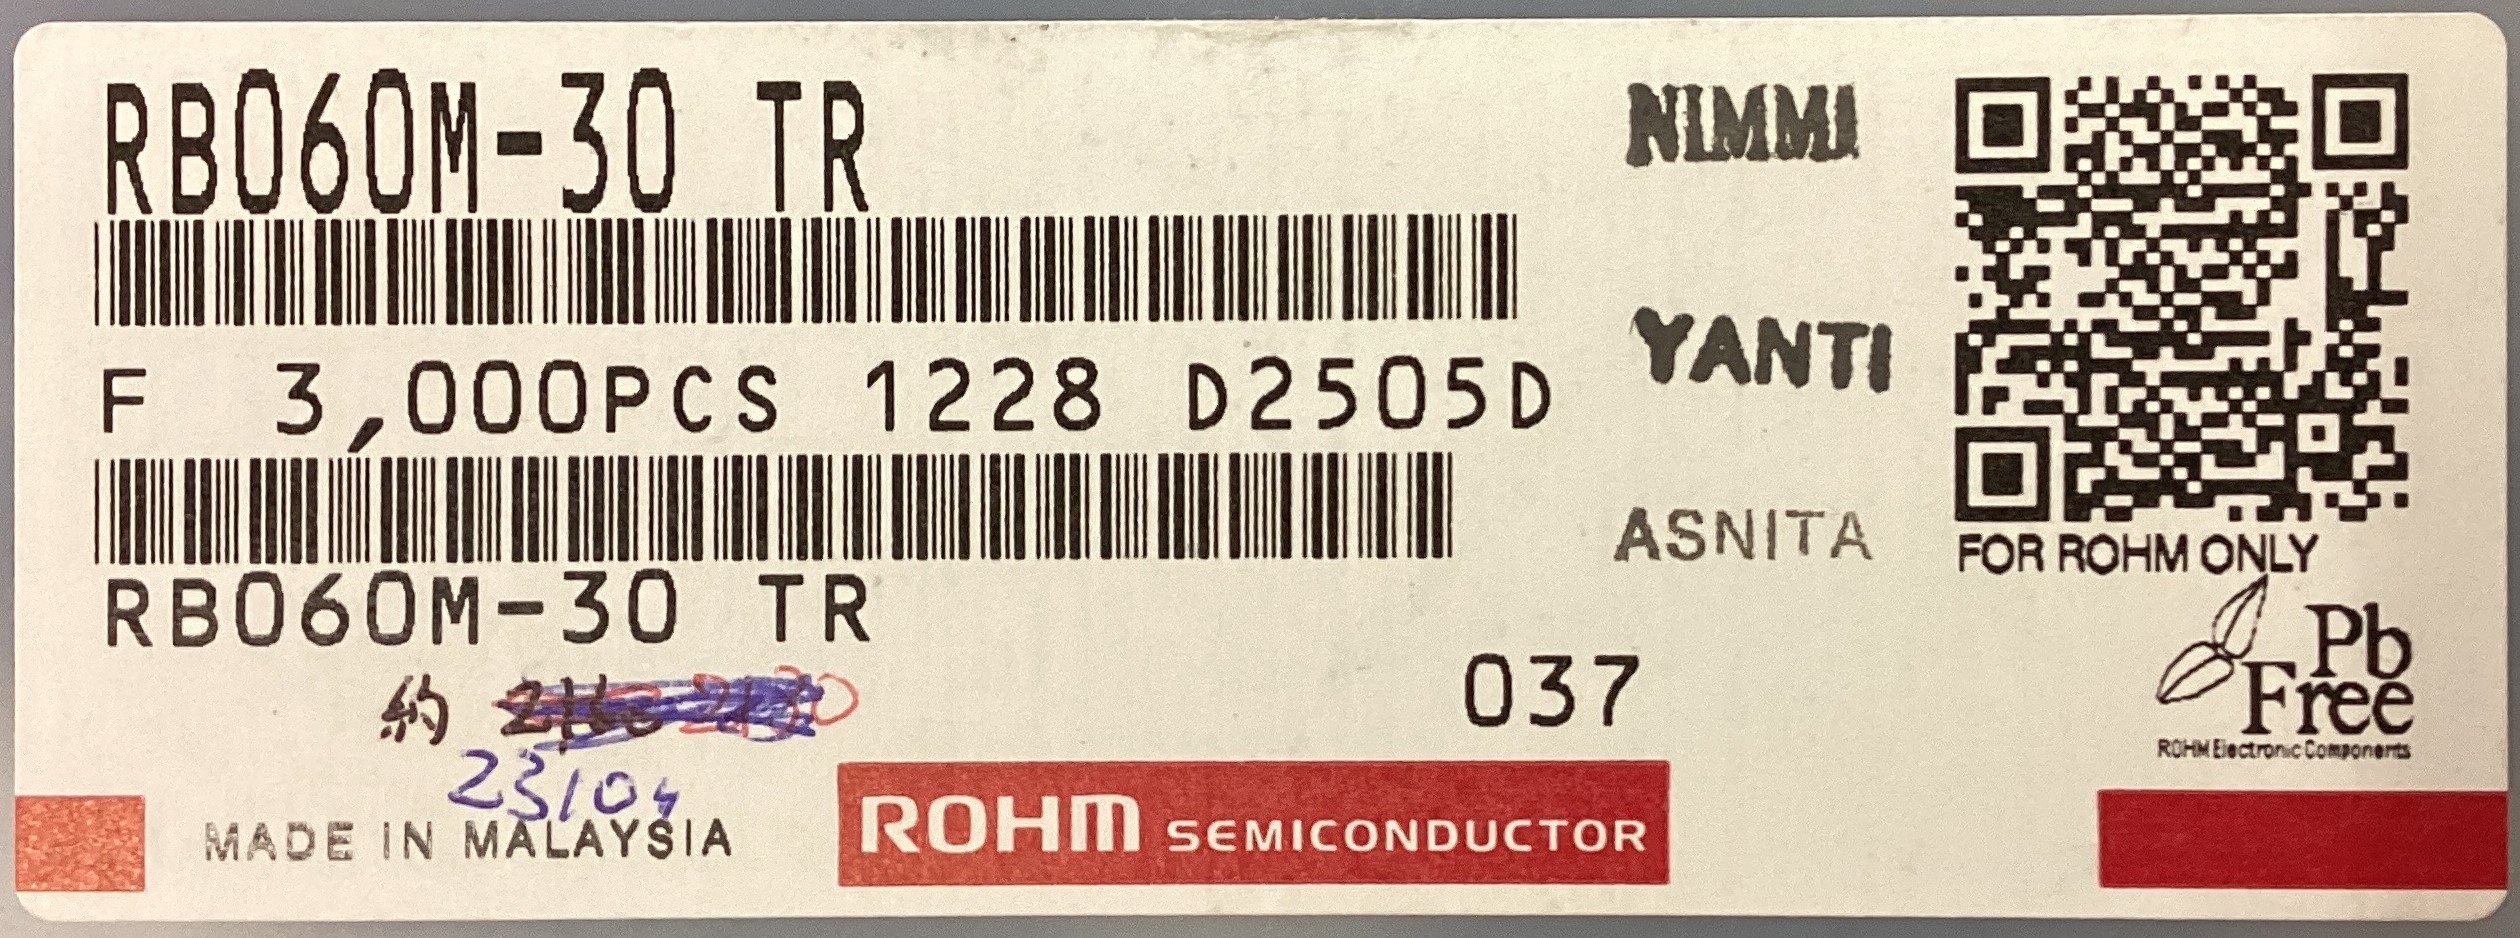 RB060M-30 TR
NIMMI
F 3,000PCS 1228 D2505D
YANTI
ASNITA
FOR ROHM ONLY
RB060M-30 TR
037
Pb
Free
ROHM Electronic Components
約
MADE IN MALAYSIA
ROHM SEMICONDUCTOR